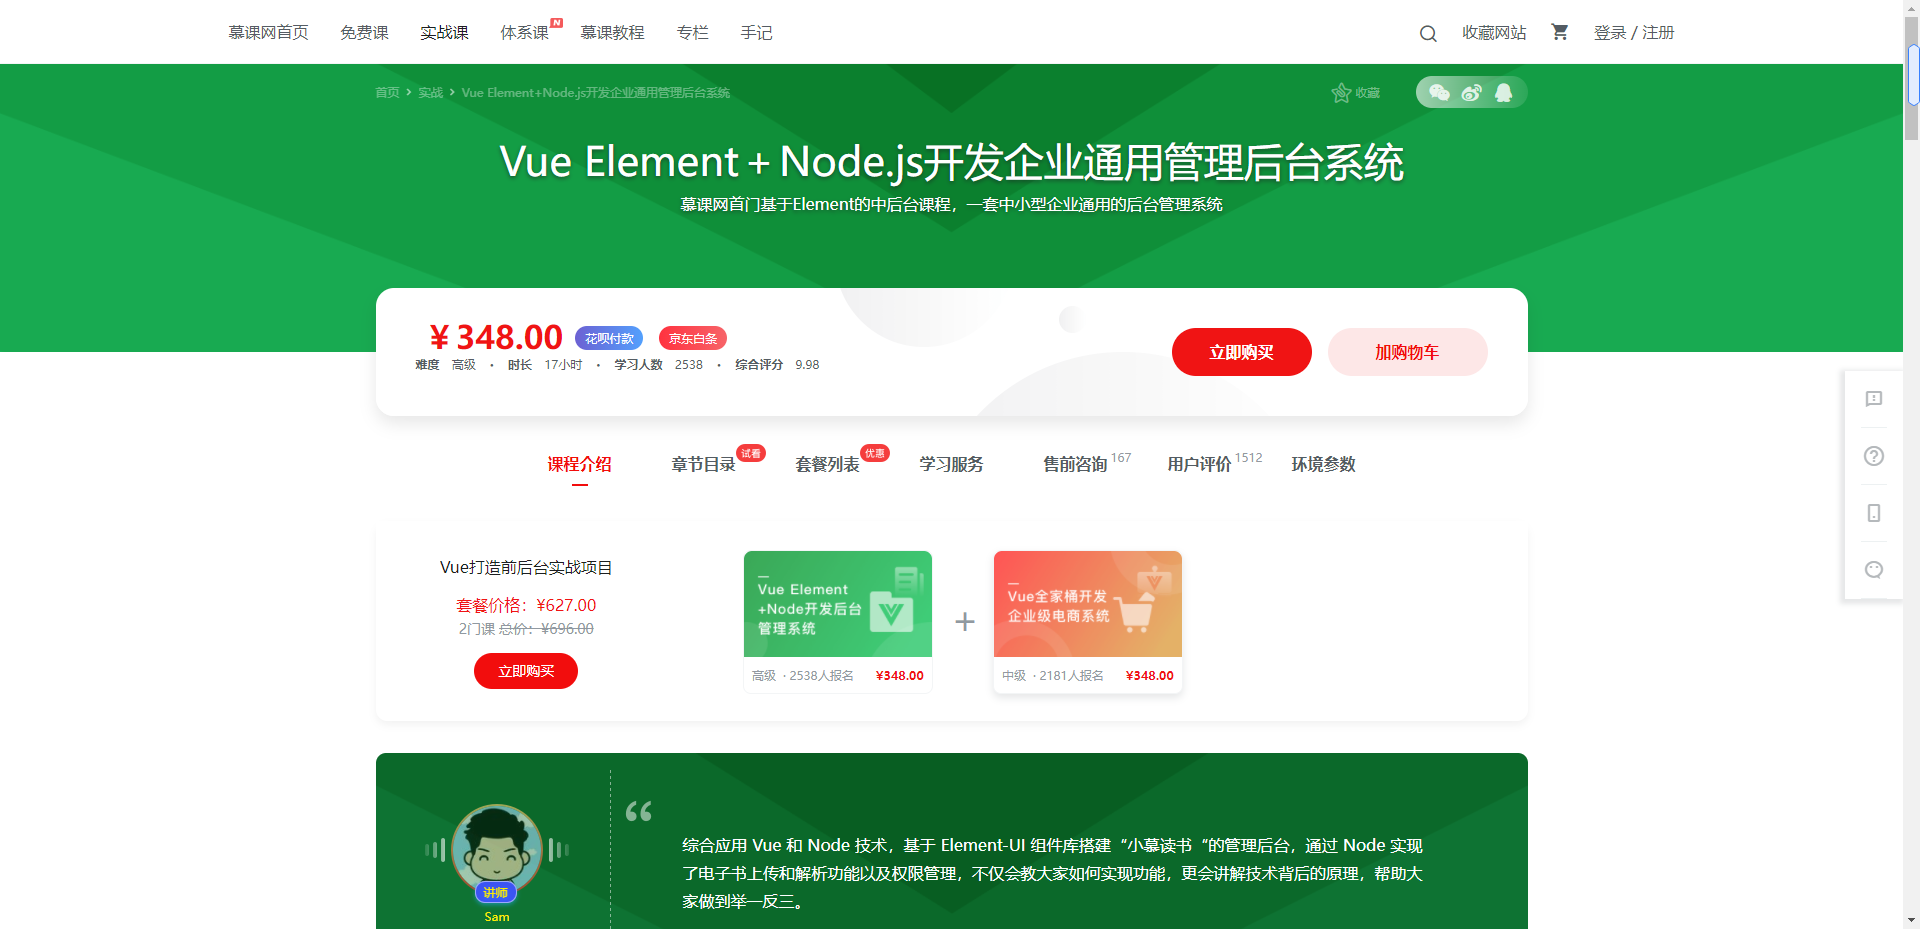 慕课网首页 免费课 实战课 体系课 N 慕课教程 专栏 手记 收藏网站 登录 / 注册
首页 > 实战 > Vue Element+Node.js开发企业通用管理后台系统 收藏
Vue Element+Node.js开发企业通用管理后台系统
慕课网首门基于Element的中后台课程，一套中小型企业通用的后台管理系统
¥ 348.00 花呗付款 京东白条
难度 高级 · 时长 17小时 · 学习人数 2538 · 综合评分 9.98
立即购买 加购物车
课程介绍 章节目录 试看 套餐列表 优惠 学习服务 售前咨询 167 用户评价 1512 环境参数
Vue打造前后台实战项目
套餐价格：¥627.00
2门课 总价：¥696.00
立即购买
Vue Element
+Node开发后台
管理系统
高级 · 2538人报名 ¥348.00
+
Vue全家桶开发
企业级电商系统
中级 · 2181人报名 ¥348.00
讲师
Sam
“
综合应用 Vue 和 Node 技术，基于 Element-UI 组件库搭建“小慕读书“的管理后台，通过 Node 实现
了电子书上传和解析功能以及权限管理，不仅会教大家如何实现功能，更会讲解技术背后的原理，帮助大
家做到举一反三。